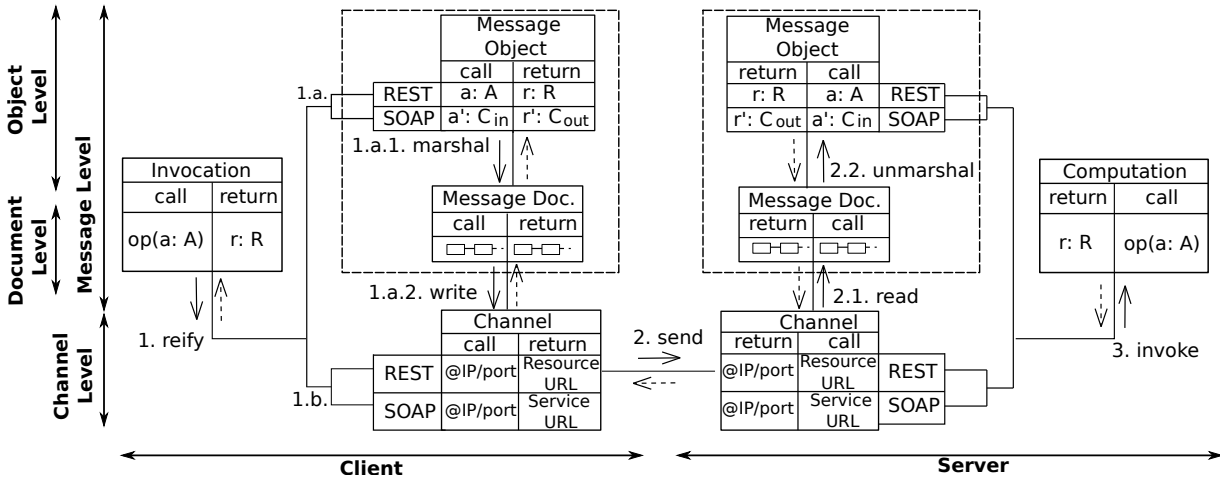 Object
Level
Document
Level
Message Level
Channel
Level
Invocation
call return
op(a: A) r: R
1. reify
1.a.
1.b.
Message
Object
call return
REST a: A r: R
SOAP a': Cin r': Cout
1.a.1. marshal
Message Doc.
call return
1.a.2. write
Channel
call return
REST @IP/port Resource
URL
SOAP @IP/port Service
URL
2. send
Message
Object
return call
r: R a: A REST
r': Cout a': Cin SOAP
2.2. unmarshal
Message Doc.
return call
2.1. read
Channel
return call
@IP/port Resource REST
URL
@IP/port Service SOAP
URL
Computation
return call
r: R op(a: A)
3. invoke
Client
Server